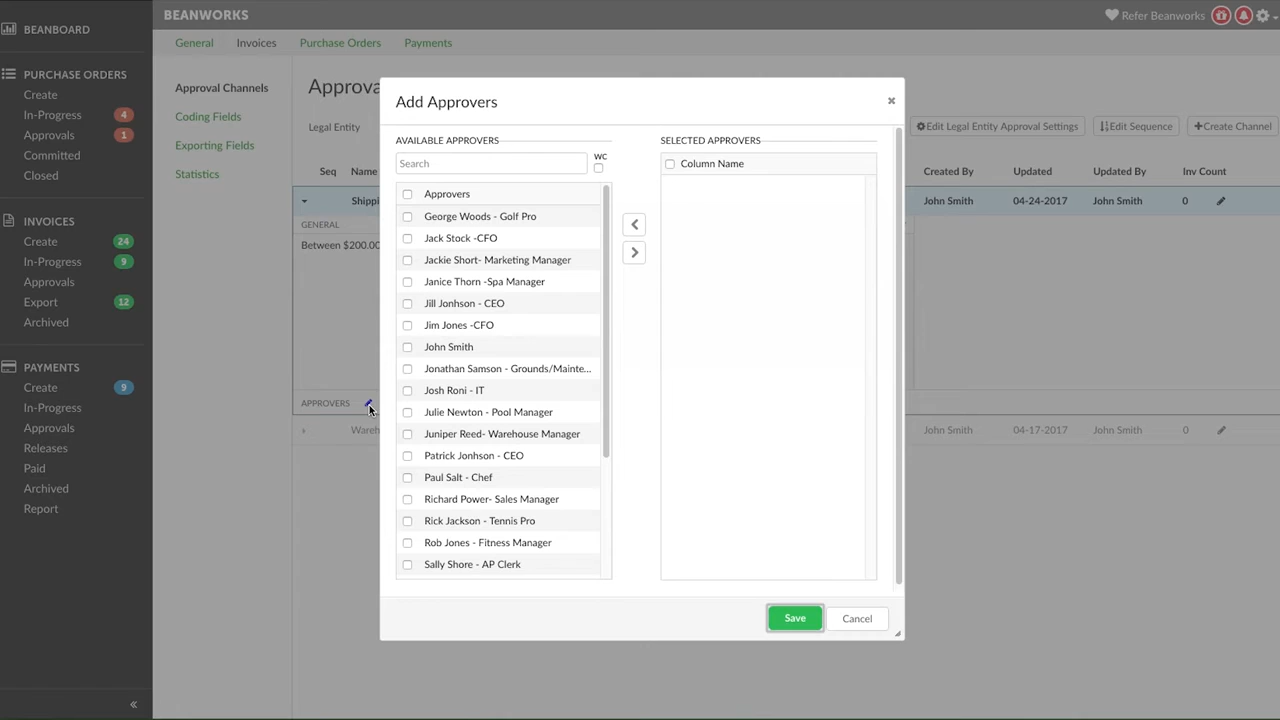 BEANBOARD
PURCHASE ORDERS
Create
In-Progress 4
Approvals 1
Committed
Closed
INVOICES
Create 24
In-Progress 9
Approvals
Export 12
Archived
PAYMENTS
Create 9
In-Progress
Approvals
Releases
Paid
Archived
Report
«
BEANWORKS
Refer Beanworks
General Invoices Purchase Orders Payments
Approval Channels
Coding Fields
Exporting Fields
Statistics
Approva
Legal Entity
Edit Legal Entity Approval Settings Edit Sequence +Create Channel
Seq Name Created By Updated Updated By Inv Count
Shippi John Smith 04-24-2017 John Smith 0
GENERAL
Between $200.00
APPROVERS
Wareh John Smith 04-17-2017 John Smith 0
Add Approvers
×
AVAILABLE APPROVERS
Search
WC
Approvers
George Woods - Golf Pro
Jack Stock -CFO
Jackie Short- Marketing Manager
Janice Thorn -Spa Manager
Jill Jonhson - CEO
Jim Jones -CFO
John Smith
Jonathan Samson - Grounds/Mainte...
Josh Roni - IT
Julie Newton - Pool Manager
Juniper Reed- Warehouse Manager
Patrick Jonhson - CEO
Paul Salt - Chef
Richard Power- Sales Manager
Rick Jackson - Tennis Pro
Rob Jones - Fitness Manager
Sally Shore - AP Clerk
SELECTED APPROVERS
Column Name
Save Cancel